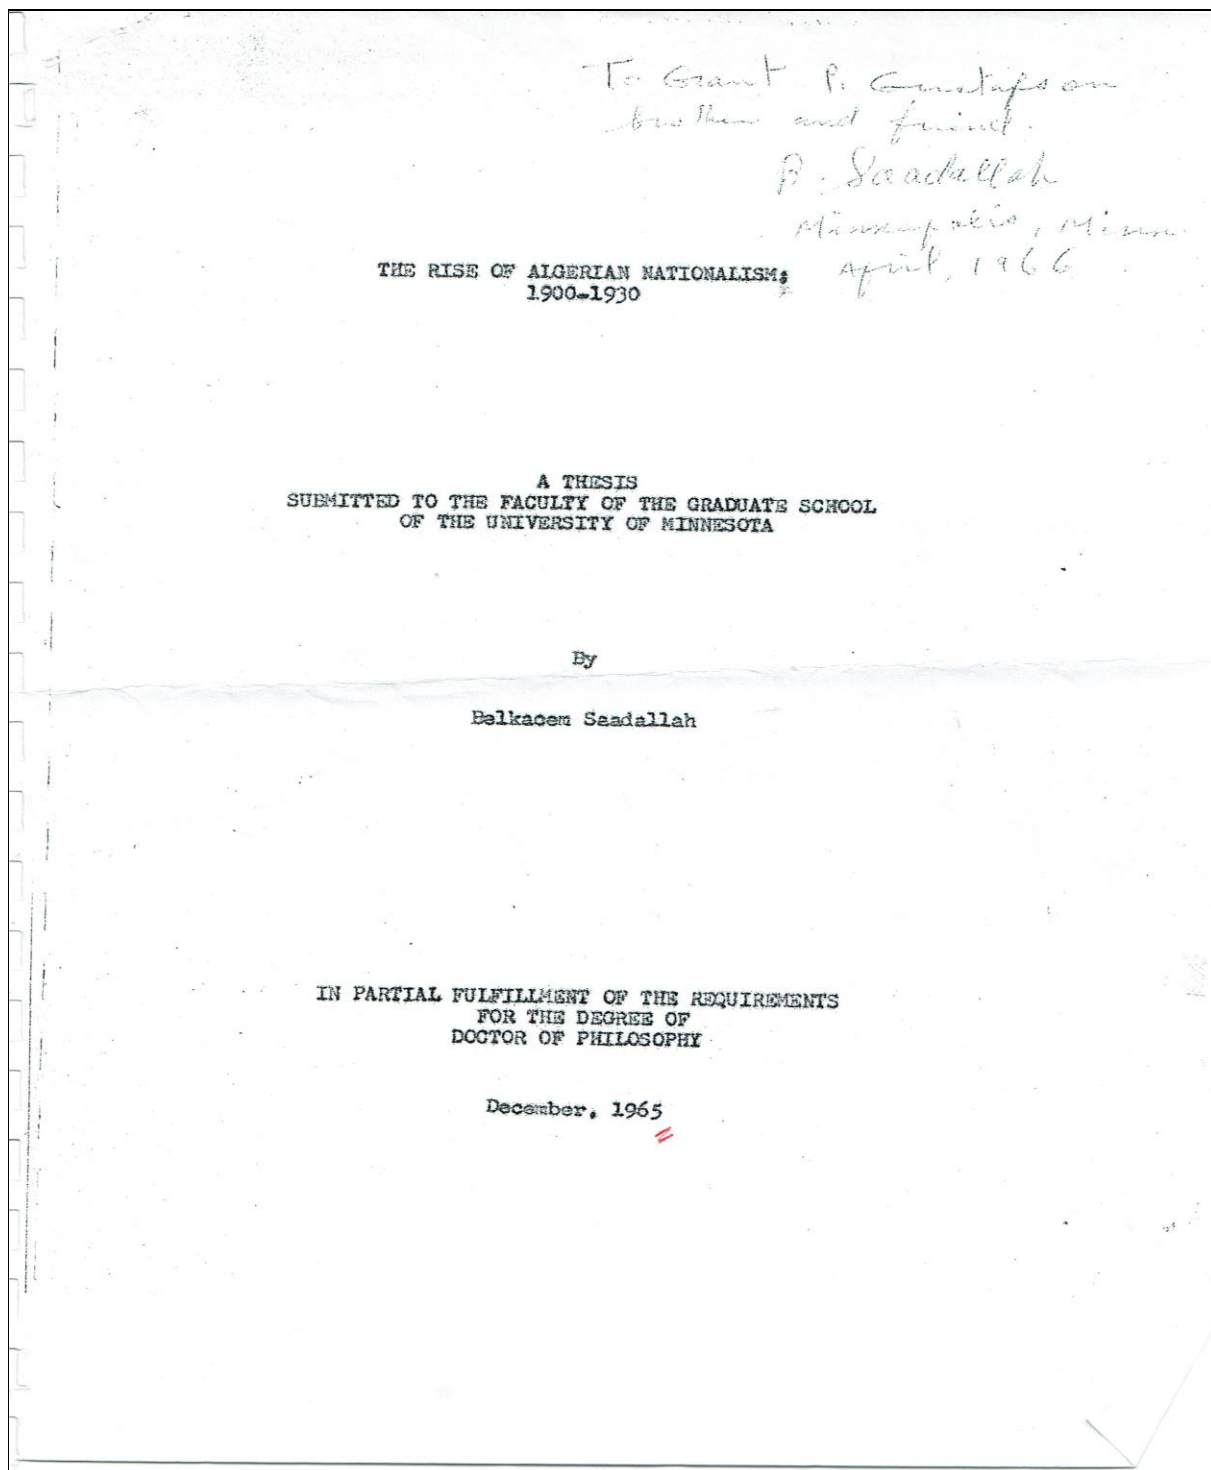 To Grant P. Gustafson
brother and friend.
B. Saadallah
Minneapolis, Minn.
April, 1966
THE RISE OF ALGERIAN NATIONALISM:
1900-1930
A THESIS
SUBMITTED TO THE FACULTY OF THE GRADUATE SCHOOL
OF THE UNIVERSITY OF MINNESOTA
By
Belkacem Saadallah
IN PARTIAL FULFILLMENT OF THE REQUIREMENTS
FOR THE DEGREE OF
DOCTOR OF PHILOSOPHY
December, 1965